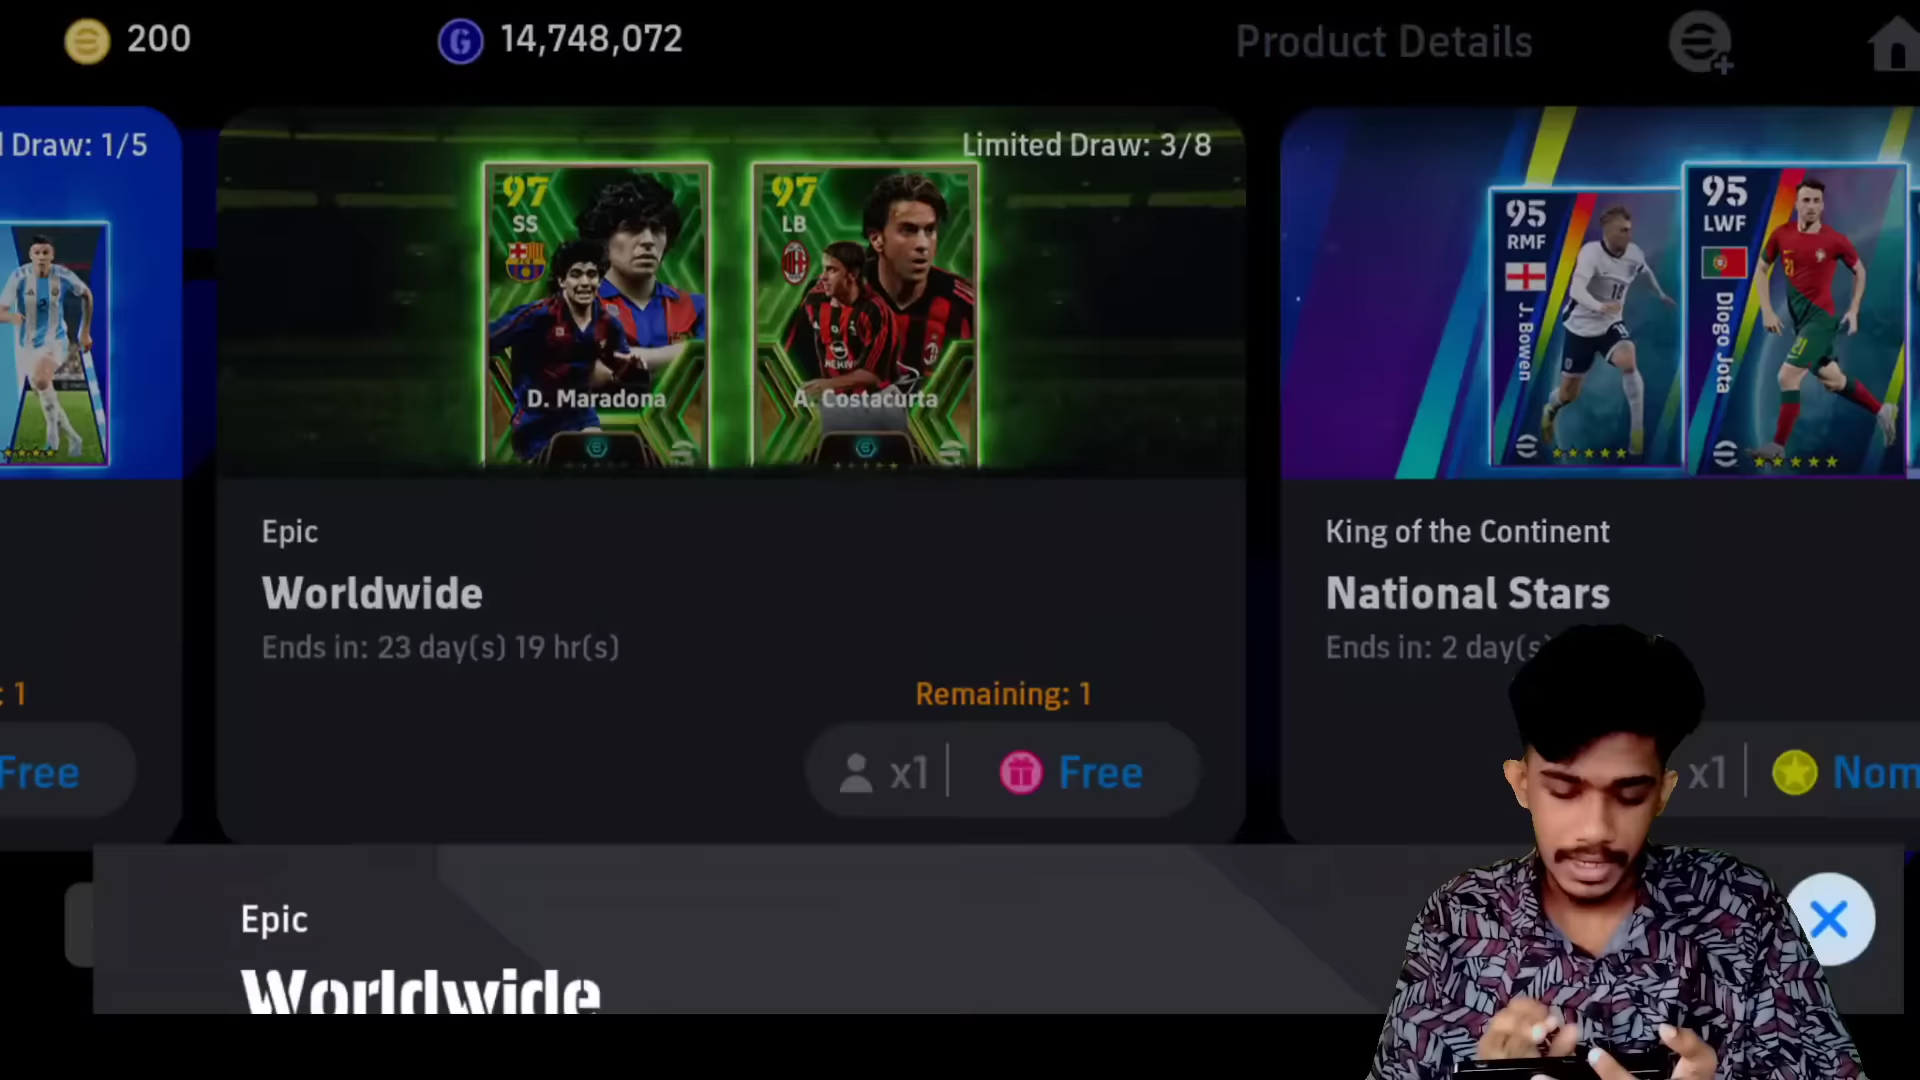 200
14,748,072
Product Details
Draw: 1/5
Limited Draw: 3/8
97
SS
D. Maradona
97
LB
A. Costacurta
95
RMF
J. Bowen
95
LWF
Diogo Jota
Epic
Worldwide
Ends in: 23 day(s) 19 hr(s)
Remaining: 1
x1
Free
King of the Continent
National Stars
Ends in: 2 day(s
: 1
Free
x1
Nom
Epic
Worldwide